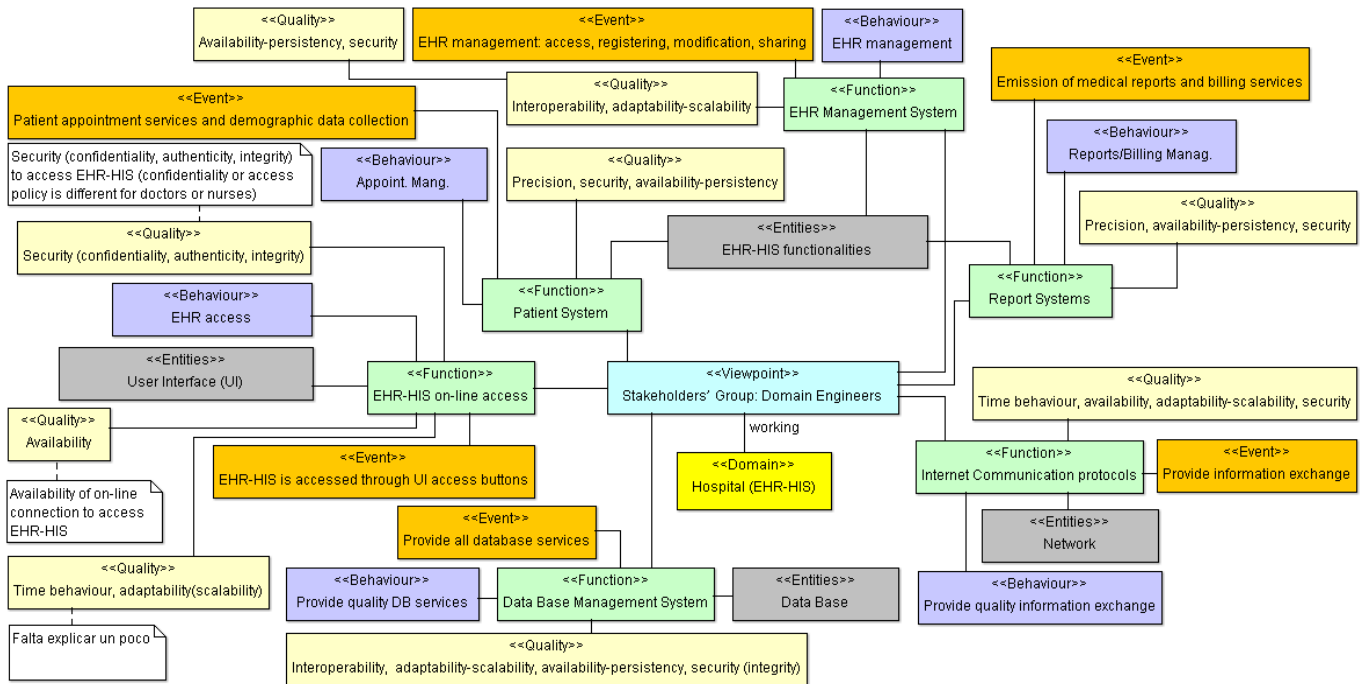 <<Quality>>
Availability-persistency, security
<<Event>>
EHR management: access, registering, modification, sharing
<<Behaviour>>
EHR management
<<Event>>
Emission of medical reports and billing services
<<Quality>>
Interoperability, adaptability-scalability
<<Function>>
EHR Management System
<<Event>>
Patient appointment services and demographic data collection
<<Behaviour>>
Reports/Billing Manag.
Security (confidentiality, authenticity, integrity)
to access EHR-HIS (confidentiality or access
policy is different for doctors or nurses)
<<Behaviour>>
Appoint. Mang.
<<Quality>>
Precision, security, availability-persistency
<<Quality>>
Precision, availability-persistency, security
<<Quality>>
Security (confidentiality, authenticity, integrity)
<<Entities>>
EHR-HIS functionalities
<<Function>>
Report Systems
<<Function>>
Patient System
<<Behaviour>>
EHR access
<<Entities>>
User Interface (UI)
<<Function>>
EHR-HIS on-line access
<<Viewpoint>>
Stakeholders' Group: Domain Engineers
<<Quality>>
Time behaviour, availability, adaptability-scalability, security
<<Quality>>
Availability
working
<<Event>>
EHR-HIS is accessed through UI access buttons
<<Domain>>
Hospital (EHR-HIS)
<<Function>>
Internet Communication protocols
<<Event>>
Provide information exchange
Availability of on-line
connection to access
EHR-HIS
<<Event>>
Provide all database services
<<Entities>>
Network
<<Quality>>
Time behaviour, adaptability(scalability)
<<Behaviour>>
Provide quality DB services
<<Function>>
Data Base Management System
<<Entities>>
Data Base
<<Behaviour>>
Provide quality information exchange
Falta explicar un poco
<<Quality>>
Interoperability, adaptability-scalability, availability-persistency, security (integrity)